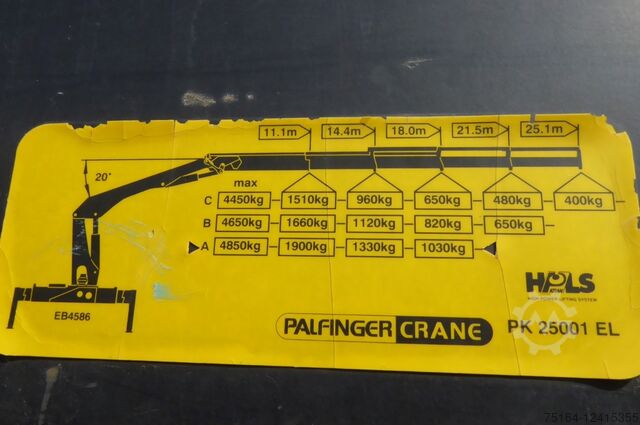 11.1m 14.4m 18.0m 21.5m 25.1m
20°
max
C 4450kg 1510kg 960kg 650kg 480kg 400kg
B 4650kg 1660kg 1120kg 820kg 650kg
A 4850kg 1900kg 1330kg 1030kg
EB4586
HPLS
HIGH POWER LIFTING SYSTEM
PALFINGER CRANE PK 25001 EL
75164-12415355